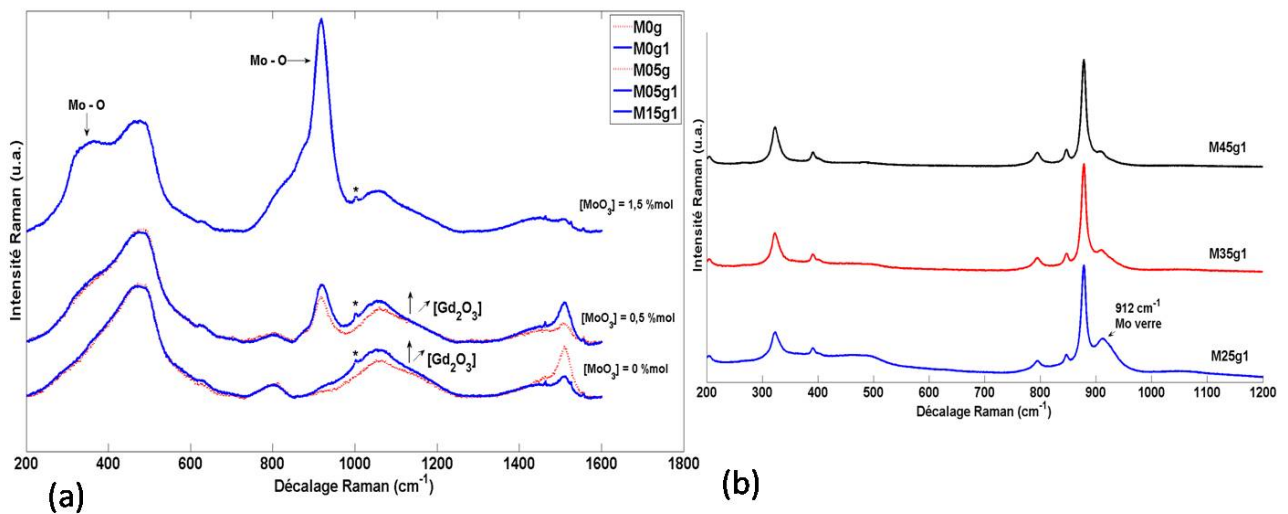 Intensité Raman (u.a.)
Mo - O
Mo - O
M0g
M0g1
M05g
M05g1
M15g1
*
[MoO3] = 1,5 %mol
*
[Gd2O3]
[MoO3] = 0,5 %mol
*
[Gd2O3]
[MoO3] = 0 %mol
200 400 600 800 1000 1200 1400 1600 1800
Décalage Raman (cm-1)
(a)
Intensité Raman (u.a.)
M45g1
M35g1
912 cm-1
Mo verre
M25g1
200 300 400 500 600 700 800 900 1000 1100 1200
Décalage Raman (cm-1)
(b)